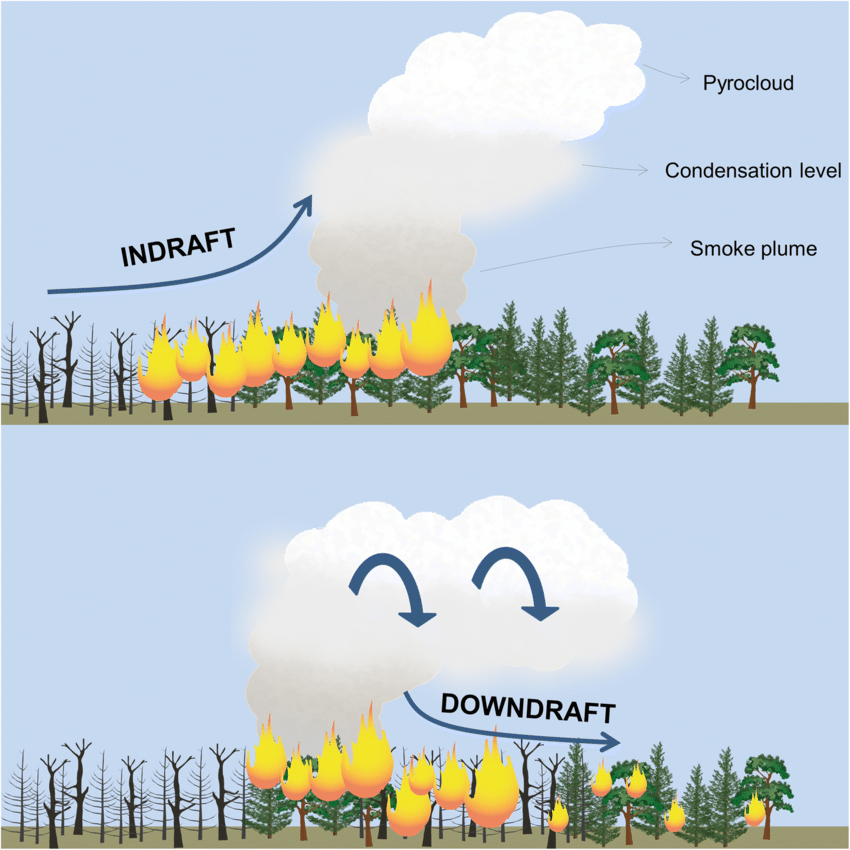 Pyrocloud
Condensation level
INDRAFT
Smoke plume
DOWNDRAFT